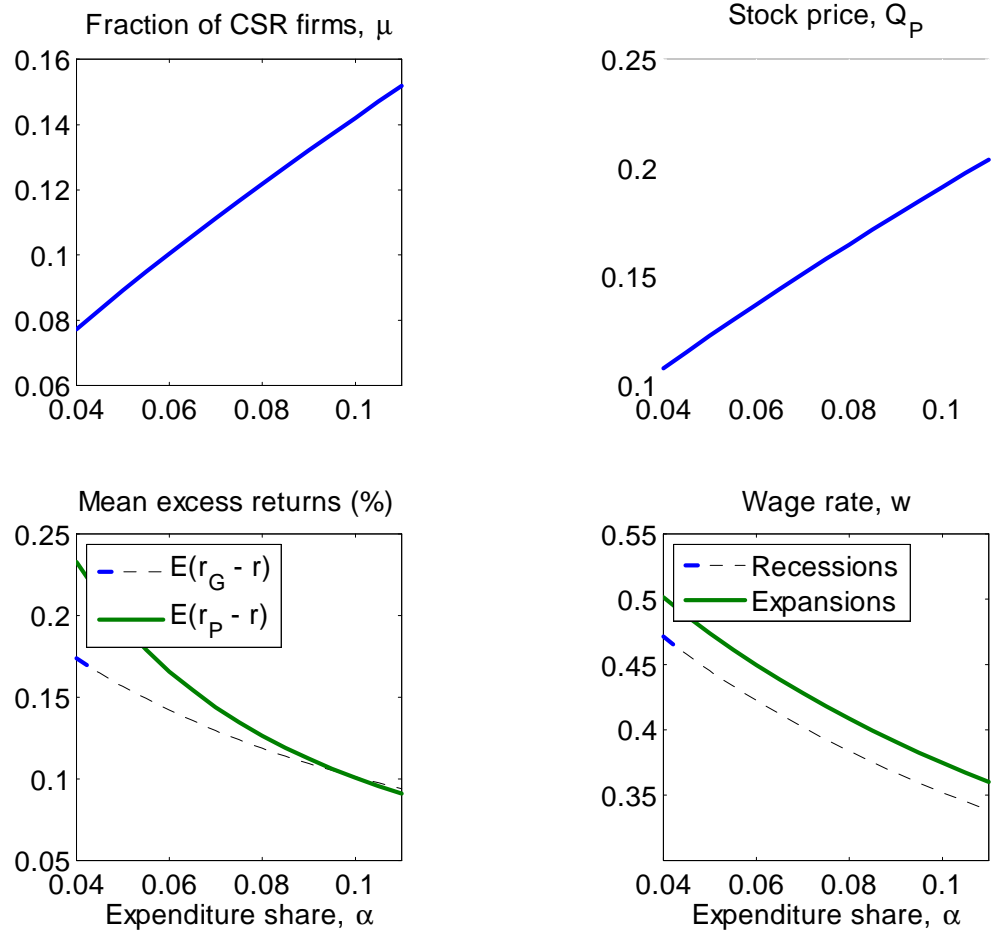 Fraction of CSR firms, μ
0.16
0.14
0.12
0.1
0.08
0.06
0.04 0.06 0.08 0.1
Stock price, Q_P
0.25
0.2
0.15
0.1
0.04 0.06 0.08 0.1
Mean excess returns (%)
0.25
0.2
0.15
0.1
0.05
E(r_G - r)
E(r_P - r)
0.04 0.06 0.08 0.1
Expenditure share, α
Wage rate, w
0.55
0.5
0.45
0.4
0.35
Recessions
Expansions
0.04 0.06 0.08 0.1
Expenditure share, α